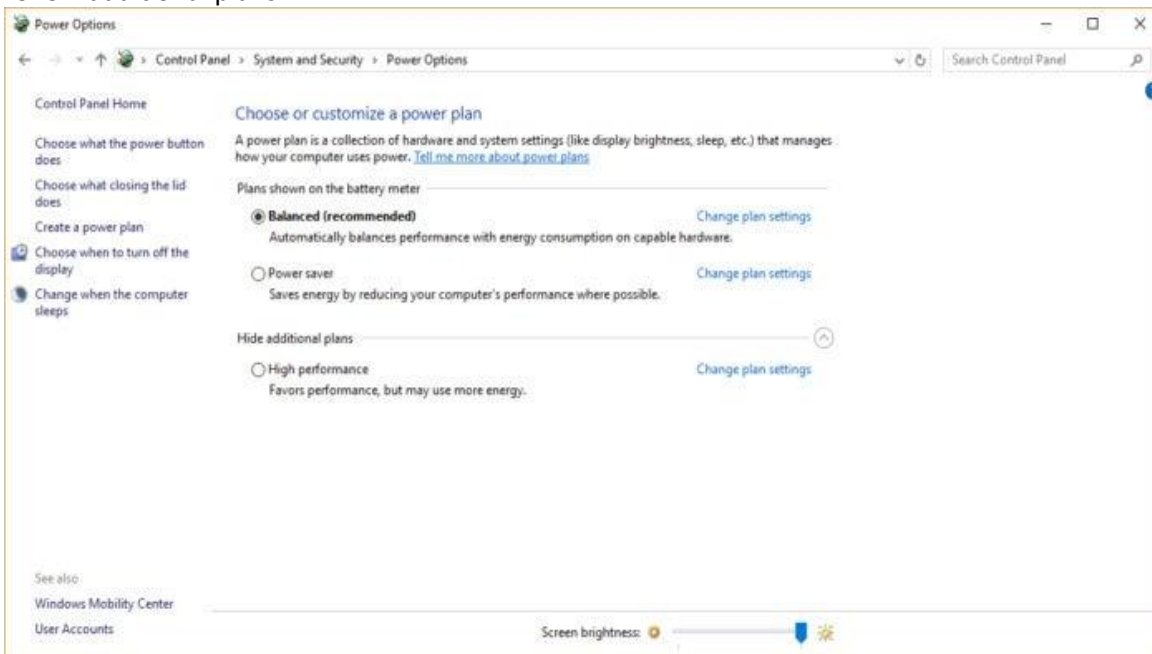 Power Options
Control Panel > System and Security > Power Options
Search Control Panel
Control Panel Home
Choose what the power button
does
Choose what closing the lid
does
Create a power plan
Choose when to turn off the
display
Change when the computer
sleeps
Choose or customize a power plan
A power plan is a collection of hardware and system settings (like display brightness, sleep, etc.) that manages
how your computer uses power. Tell me more about power plans
Plans shown on the battery meter
Balanced (recommended) Change plan settings
Automatically balances performance with energy consumption on capable hardware.
Power saver Change plan settings
Saves energy by reducing your computer's performance where possible.
Hide additional plans
High performance Change plan settings
Favors performance, but may use more energy.
See also
Windows Mobility Center
User Accounts
Screen brightness: